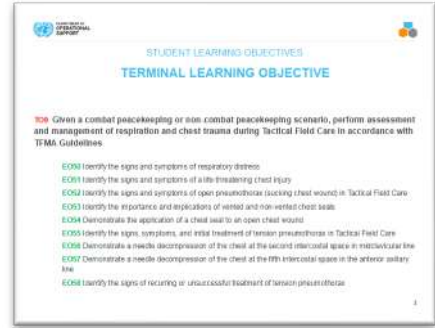 DEPARTMENT OF
OPERATIONAL
SUPPORT
STUDENT LEARNING OBJECTIVES
TERMINAL LEARNING OBJECTIVE
TO9 Given a combat peacekeeping or non-combat peacekeeping scenario, perform assessment
and management of respiration and chest trauma during Tactical Field Care in accordance with
TFMA Guidelines
EO50 Identify the signs and symptoms of respiratory distress
EO51 Identify the signs and symptoms of a life-threatening chest injury
EO52 Identify the signs and symptoms of open pneumothorax (sucking chest wound) in Tactical Field Care
EO53 Identify the importance and implications of vented and non-vented chest seals
EO54 Demonstrate the application of a chest seal to an open chest wound
EO55 Identify the signs, symptoms, and initial treatment of tension pneumothorax in Tactical Field Care
EO56 Demonstrate a needle decompression of the chest at the second intercostal space in midclavicular line
EO57 Demonstrate a needle decompression of the chest at the fifth intercostal space in the anterior axillary
line
EO58 Identify the signs of recurring or unsuccessful treatment of tension pneumothorax